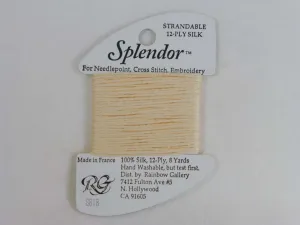 STRANDABLE
12-PLY SILK
Splendor™
For Needlepoint, Cross Stitch, Embroidery
Made in France
100% Silk, 12-Ply, 8 Yards
Hand Washable, but test first.
Dist. by Rainbow Gallery
7412 Fulton Ave #5
N. Hollywood
CA 91605
RG